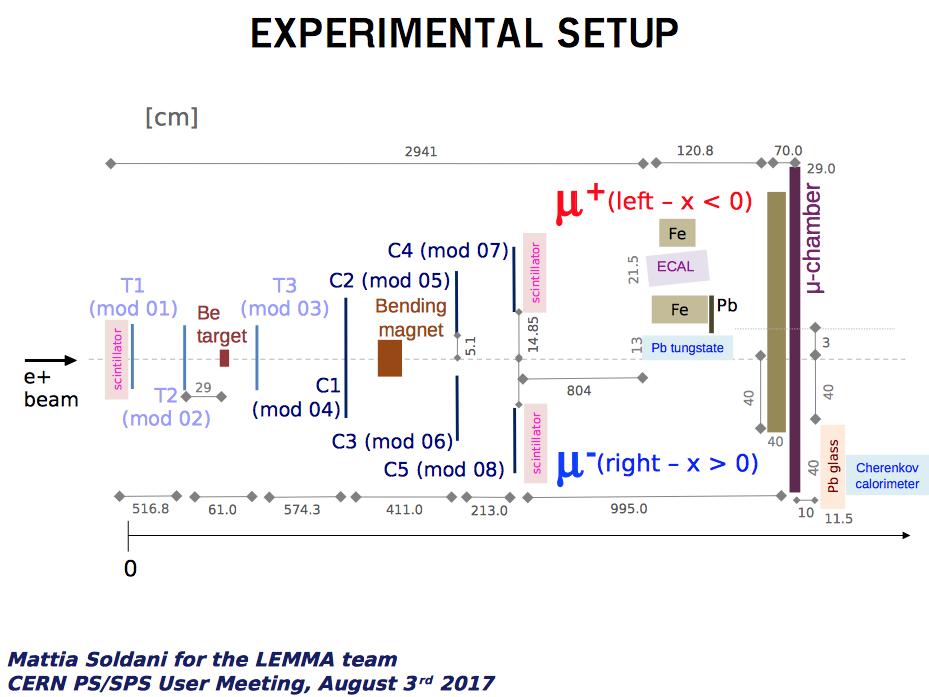 EXPERIMENTAL SETUP
[cm]
2941
120.8
70.0
29.0
μ+ (left – x < 0)
μ-chamber
Fe
C4 (mod 07)
scintillator
ECAL
21.5
C2 (mod 05)
T1
(mod 01)
T3
(mod 03)
Be
target
Bending
magnet
Fe
Pb
scintillator
5.1
14.85
13
Pb tungstate
3
e+
beam
T2
(mod 02)
29
C1
(mod 04)
804
40
40
C3 (mod 06)
40
C5 (mod 08)
scintillator
μ- (right – x > 0)
40
Pb glass
Cherenkov
calorimeter
516.8
61.0
574.3
411.0
213.0
995.0
10
11.5
0
Mattia Soldani for the LEMMA team
CERN PS/SPS User Meeting, August 3rd 2017